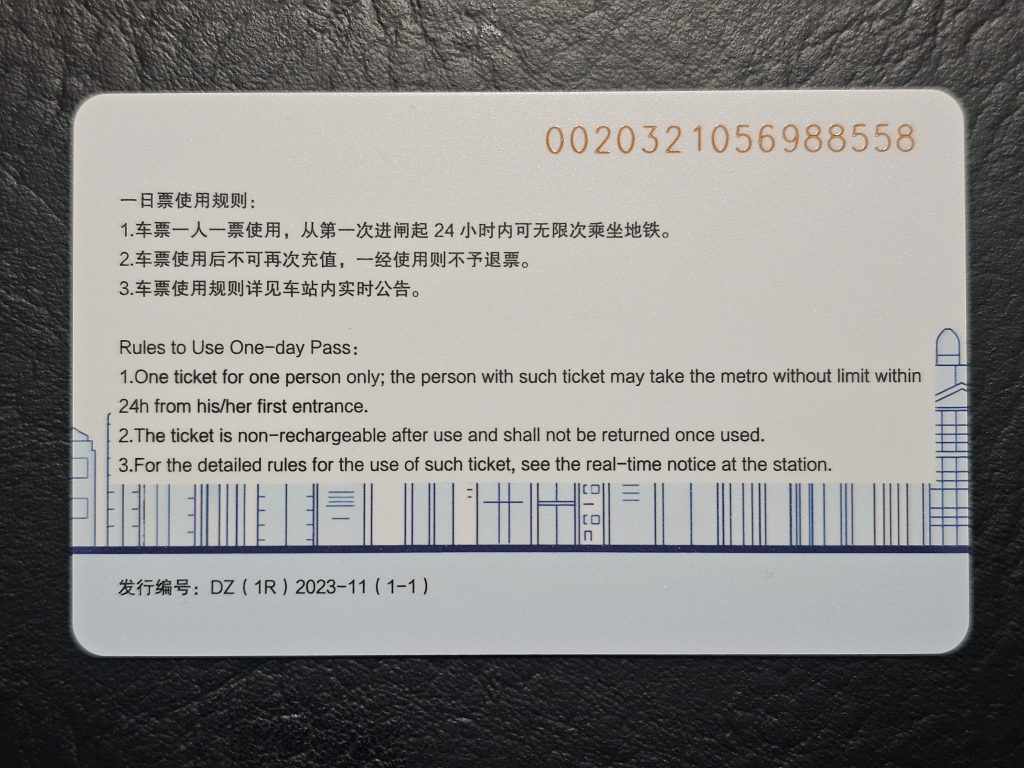 0020321056988558
一日票使用规则：
1.车票一人一票使用，从第一次进闸起 24 小时内可无限次乘坐地铁。
2.车票使用后不可再次充值，一经使用则不予退票。
3.车票使用规则详见车站内实时公告。
Rules to Use One-day Pass:
1.One ticket for one person only; the person with such ticket may take the metro without limit within
24h from his/her first entrance.
2.The ticket is non-rechargeable after use and shall not be returned once used.
3.For the detailed rules for the use of such ticket, see the real-time notice at the station.
发行编号：DZ（1R）2023-11（1-1）